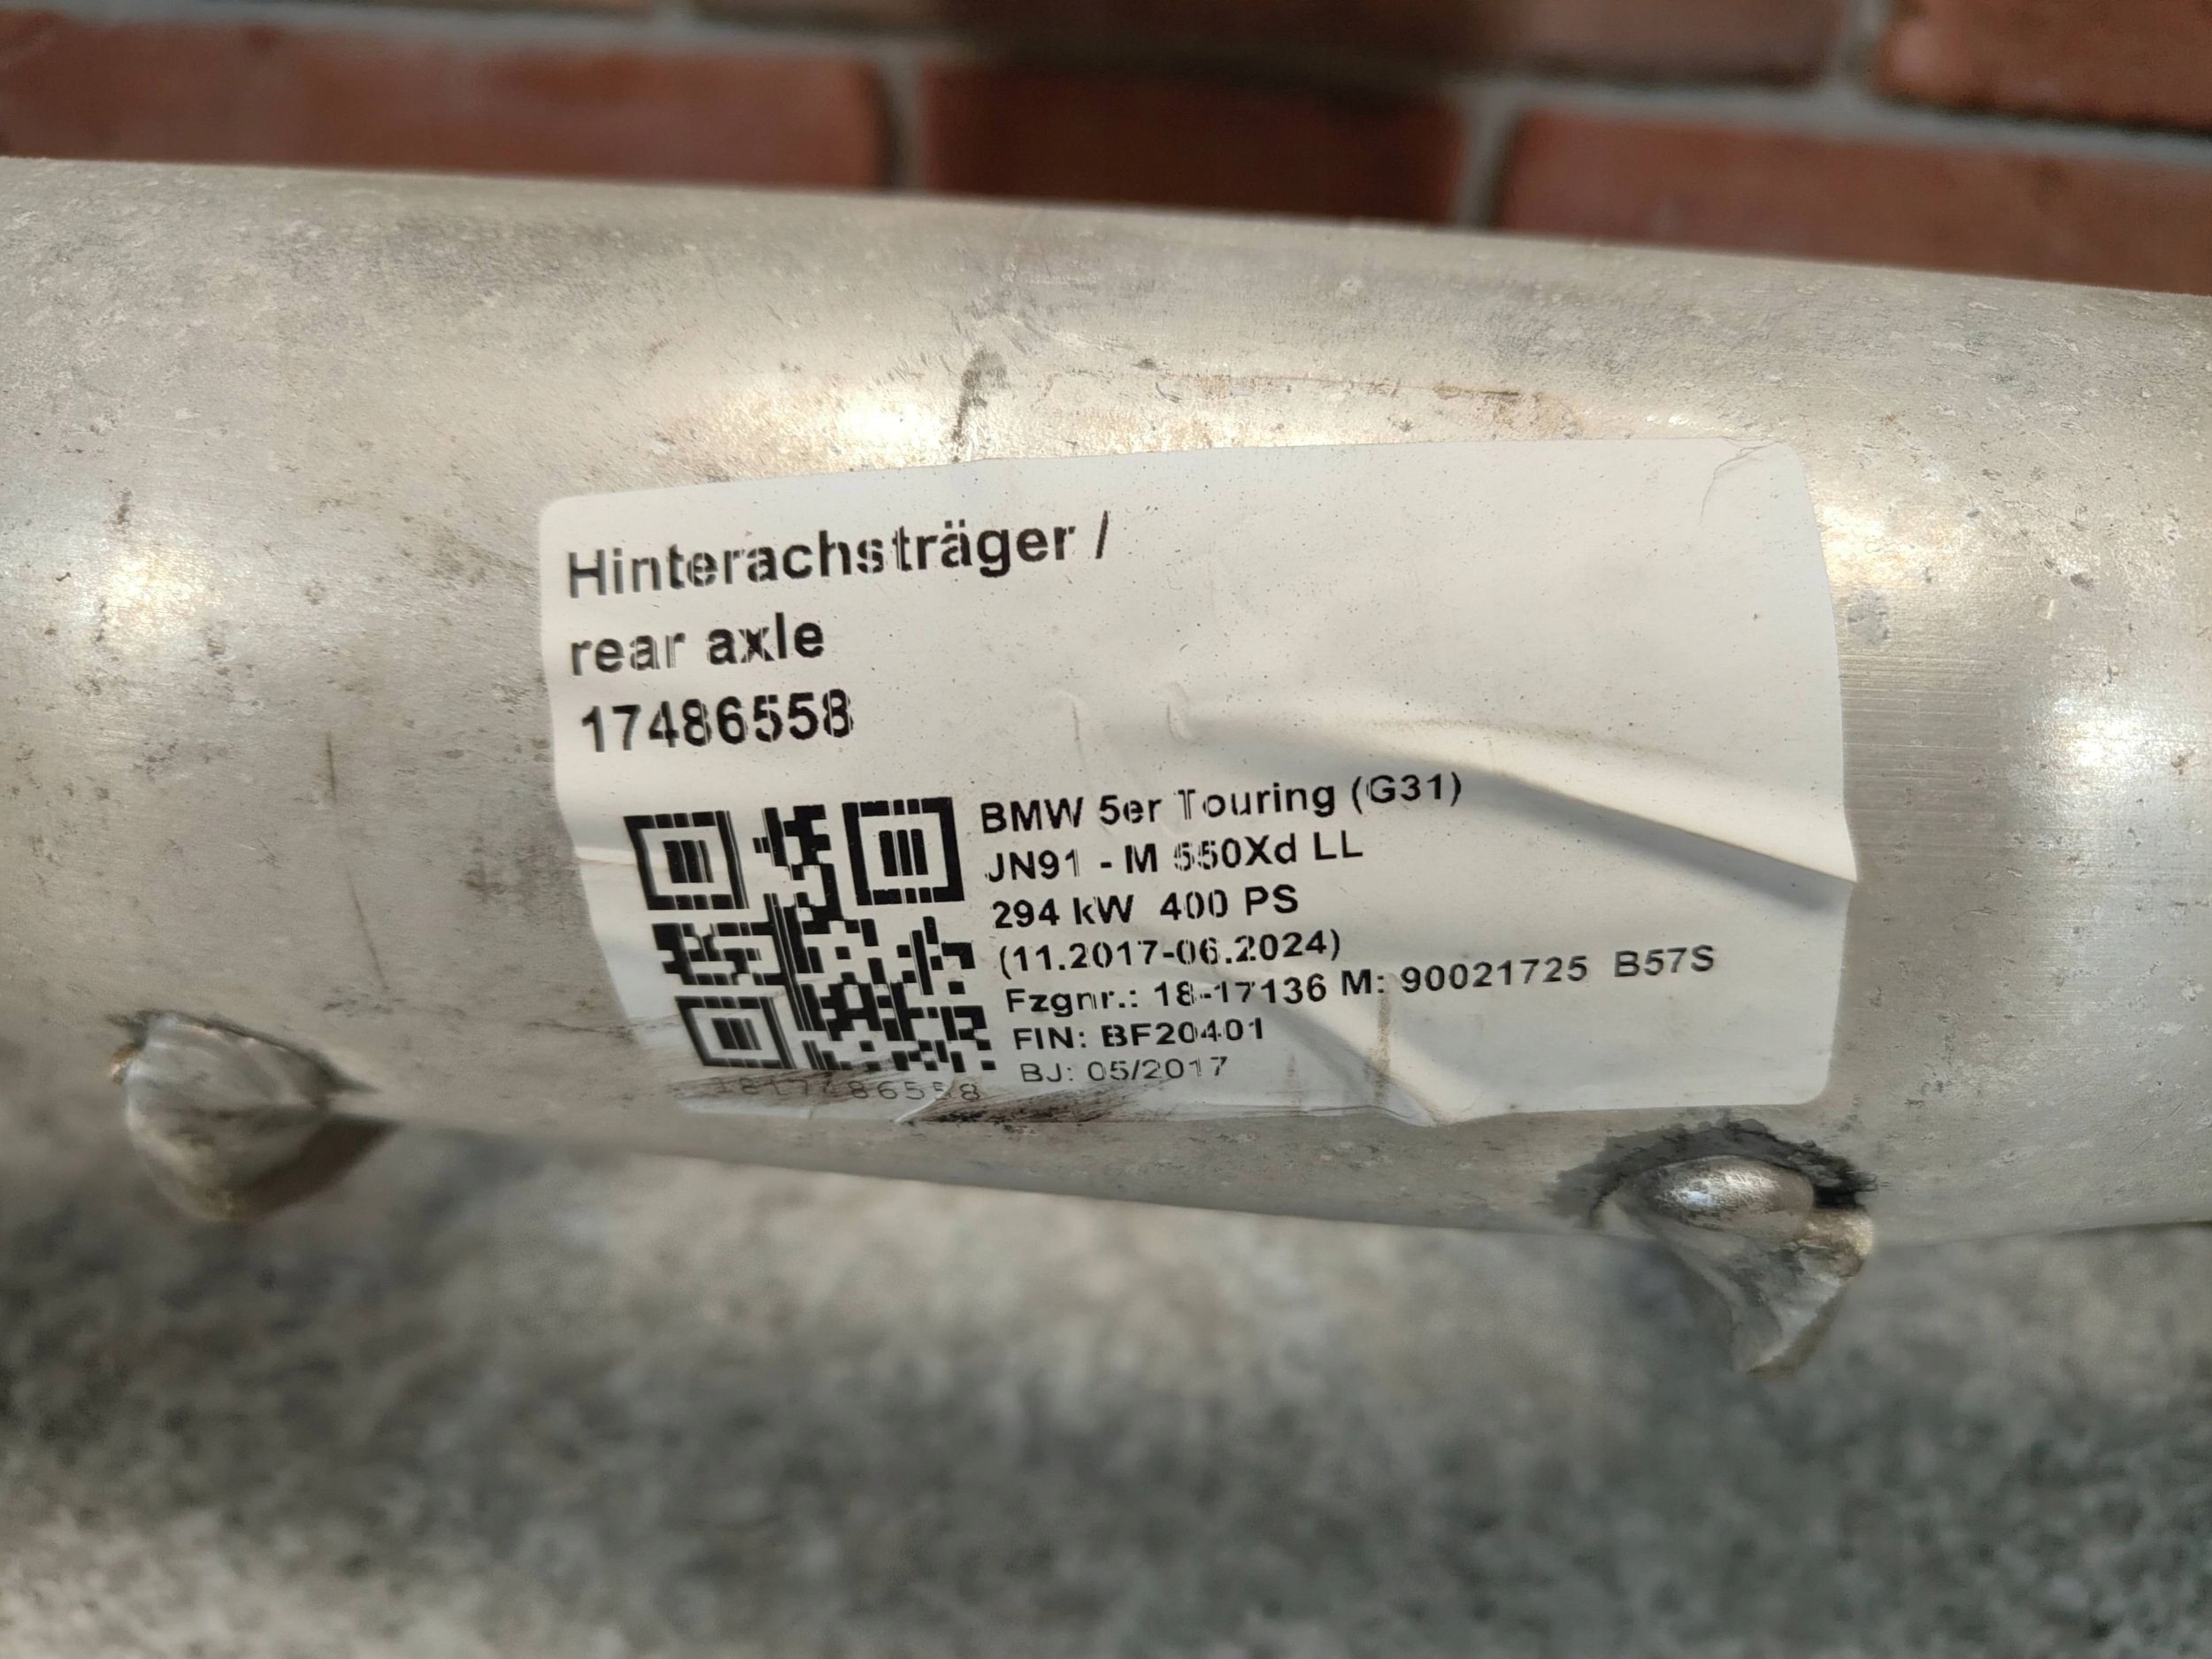 Hinterachsträger /
rear axle
17486558
BMW 5er Touring (G31)
JN91 - M 550Xd LL
294 kW 400 PS
(11.2017-06.2024)
Fzgnr.: 18-17136 M: 90021725 B57S
FIN: BF20401
BJ: 05/2017